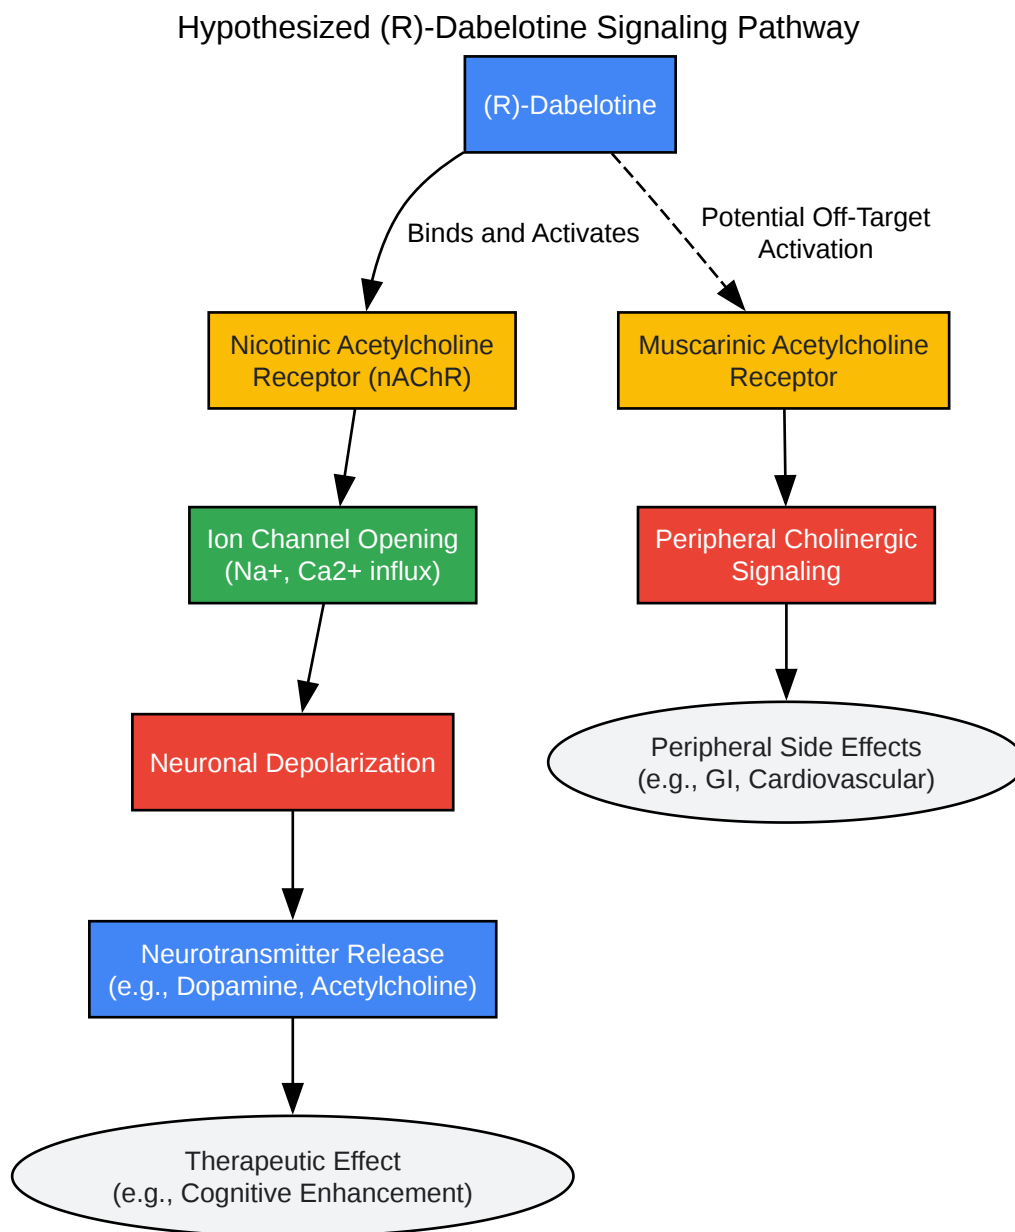 Hypothesized (R)-Dabelotine Signaling Pathway
(R)-Dabelotine
Binds and Activates
Potential Off-Target
Activation
Nicotinic Acetylcholine
Receptor (nAChR)
Muscarinic Acetylcholine
Receptor
Ion Channel Opening
(Na+, Ca2+ influx)
Peripheral Cholinergic
Signaling
Neuronal Depolarization
Peripheral Side Effects
(e.g., GI, Cardiovascular)
Neurotransmitter Release
(e.g., Dopamine, Acetylcholine)
Therapeutic Effect
(e.g., Cognitive Enhancement)